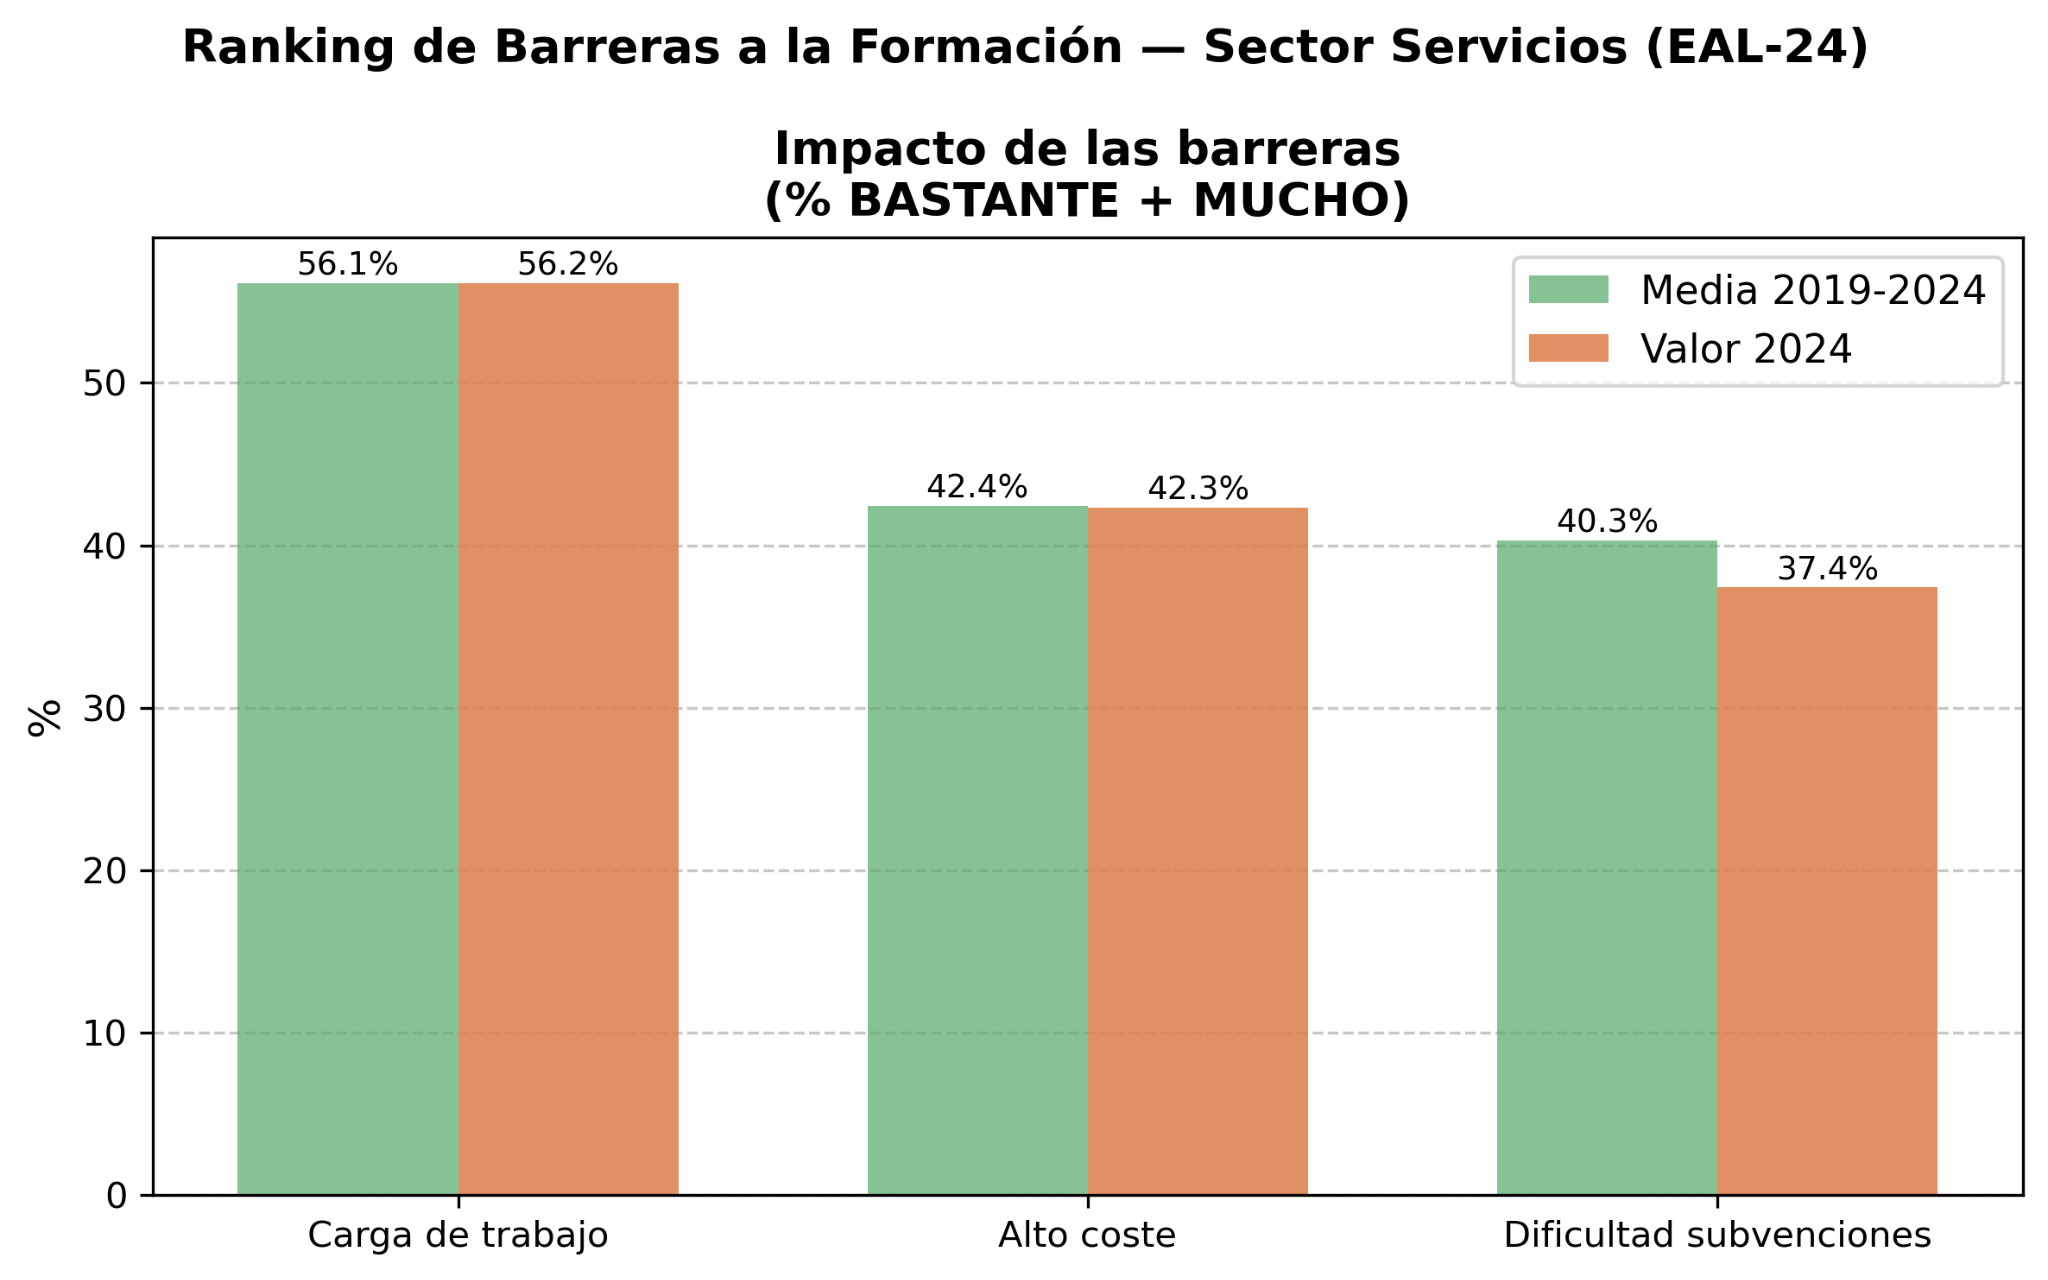 Ranking de Barreras a la Formación — Sector Servicios (EAL-24)
Impacto de las barreras
(% BASTANTE + MUCHO)
56.1%
56.2%
Media 2019-2024
Valor 2024
50
42.4%
42.3%
40.3%
40
37.4%
30
%
20
10
0
Carga de trabajo
Alto coste
Dificultad subvenciones